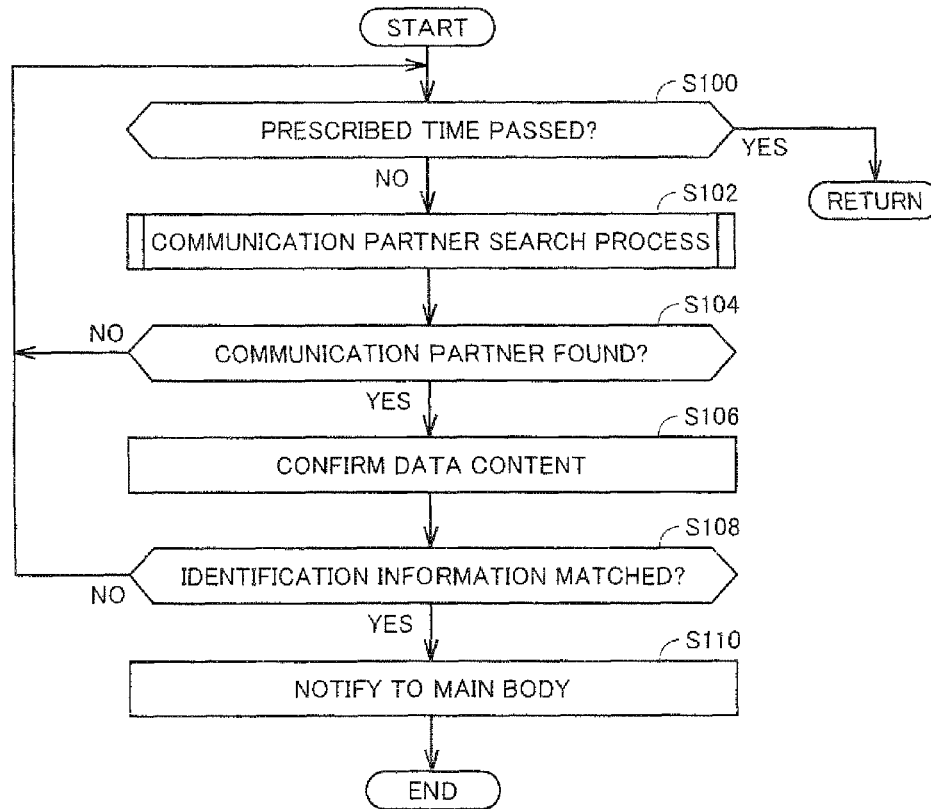 START
S100
PRESCRIBED TIME PASSED?
YES
NO
RETURN
S102
COMMUNICATION PARTNER SEARCH PROCESS
S104
NO
COMMUNICATION PARTNER FOUND?
YES
S106
CONFIRM DATA CONTENT
S108
IDENTIFICATION INFORMATION MATCHED?
NO
YES
S110
NOTIFY TO MAIN BODY
END